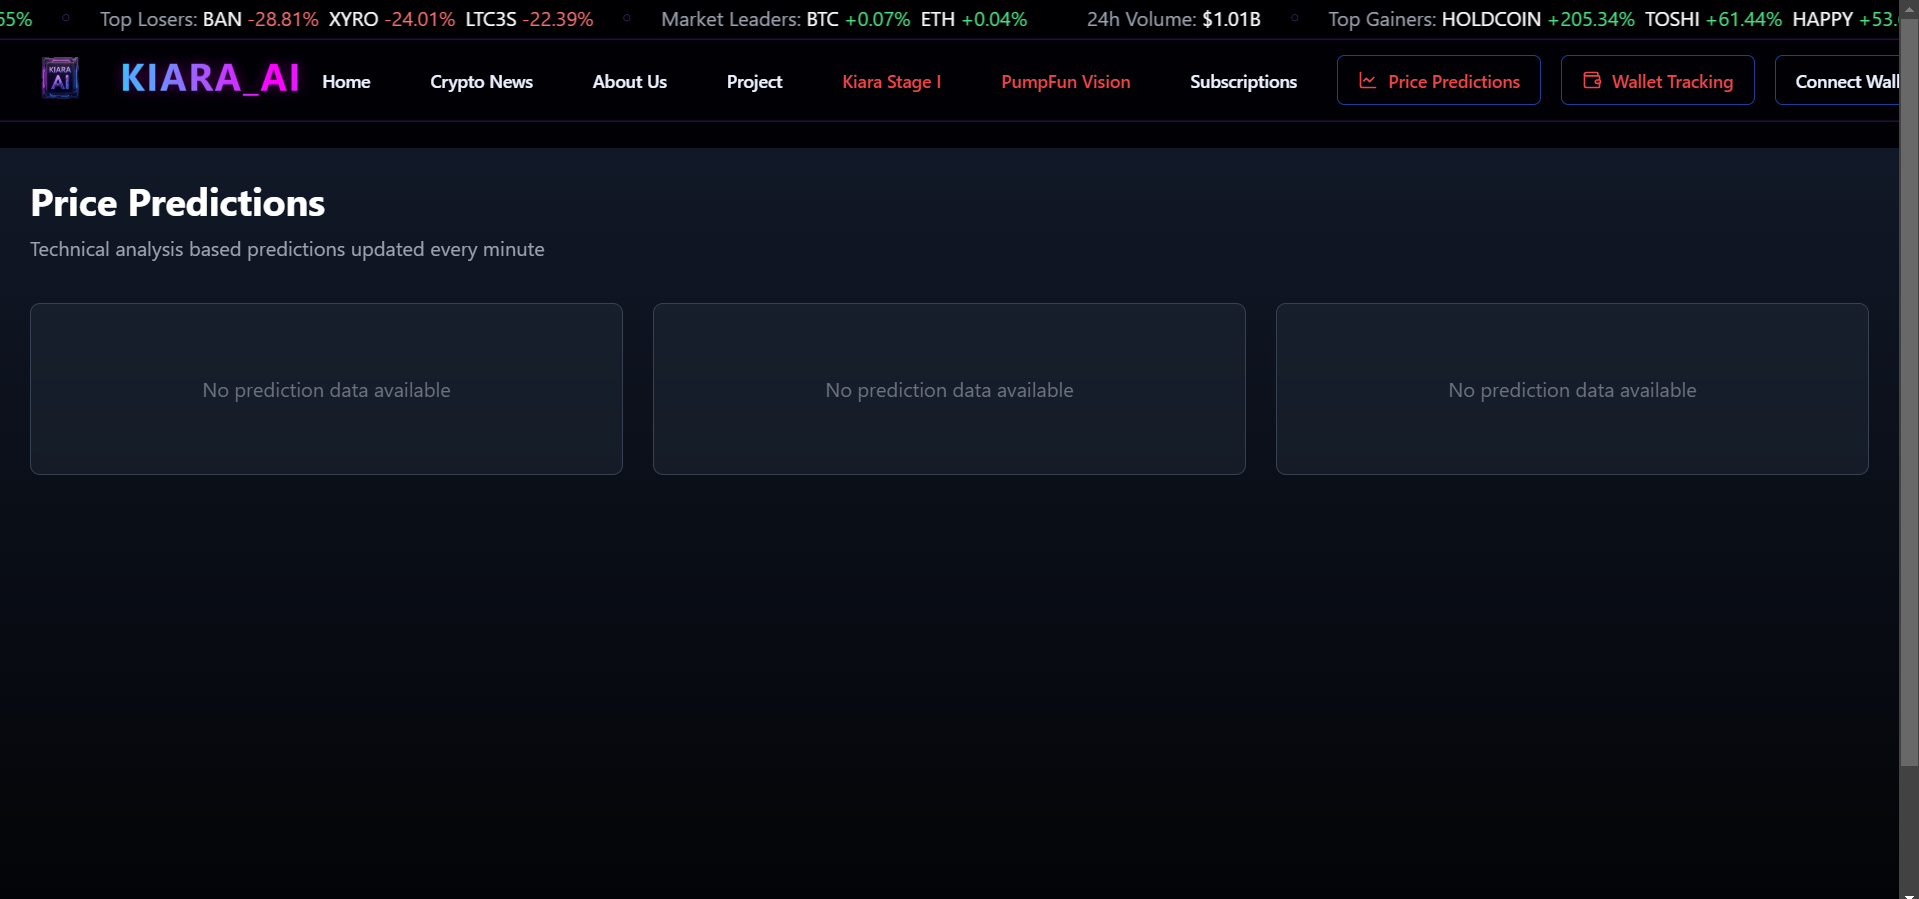 55% Top Losers: BAN -28.81% XYRO -24.01% LTC3S -22.39% Market Leaders: BTC +0.07% ETH +0.04% 24h Volume: $1.01B Top Gainers: HOLDCOIN +205.34% TOSHI +61.44% HAPPY +53.
KIARA AI KIARA_AI Home Crypto News About Us Project Kiara Stage I PumpFun Vision Subscriptions Price Predictions Wallet Tracking Connect Wall
Price Predictions
Technical analysis based predictions updated every minute
No prediction data available No prediction data available No prediction data available